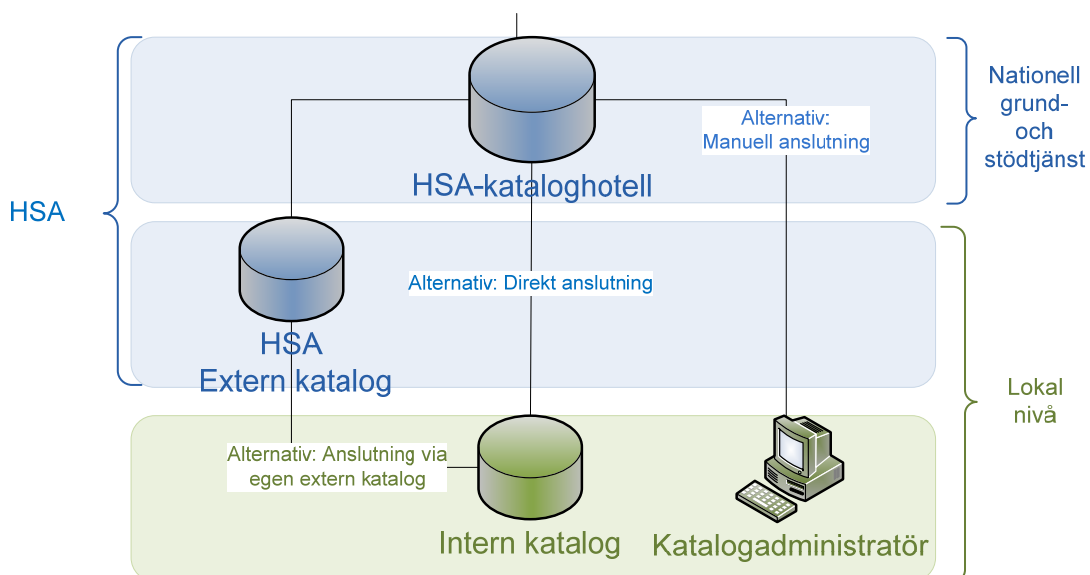 Nationell
grund-
och
stödtjänst
Alternativ:
Manuell anslutning
HSA-kataloghotell
HSA
Alternativ: Direkt anslutning
HSA
Extern katalog
Lokal
nivå
Alternativ: Anslutning via
egen extern katalog
Intern katalog
Katalogadministratör